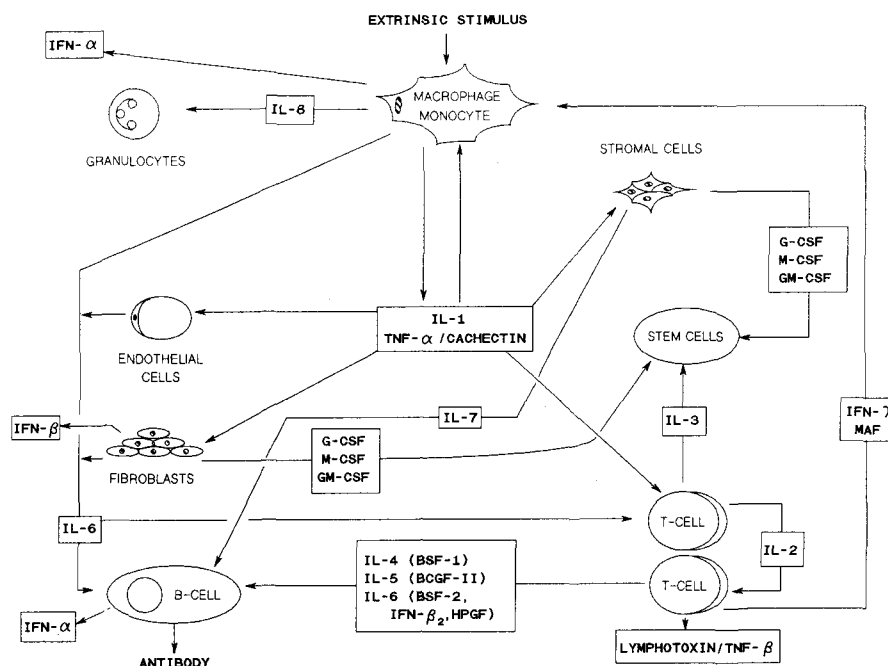 EXTRINSIC STIMULUS
IFN-α
MACROPHAGE
MONOCYTE
IL-8
GRANULOCYTES
STROMAL CELLS
G-CSF
M-CSF
GM-CSF
IL-1
TNF-α/CACHECTIN
STEM CELLS
ENDOTHELIAL
CELLS
IL-7
IL-3
IFN-γ
MAF
IFN-β
G-CSF
M-CSF
GM-CSF
FIBROBLASTS
T-CELL
IL-6
IL-2
IL-4 (BSF-1)
IL-5 (BCGF-II)
IL-6 (BSF-2,
IFN-β₂,HPGF)
T-CELL
B-CELL
IFN-α
LYMPHOTOXIN/TNF-β
ANTIBODY